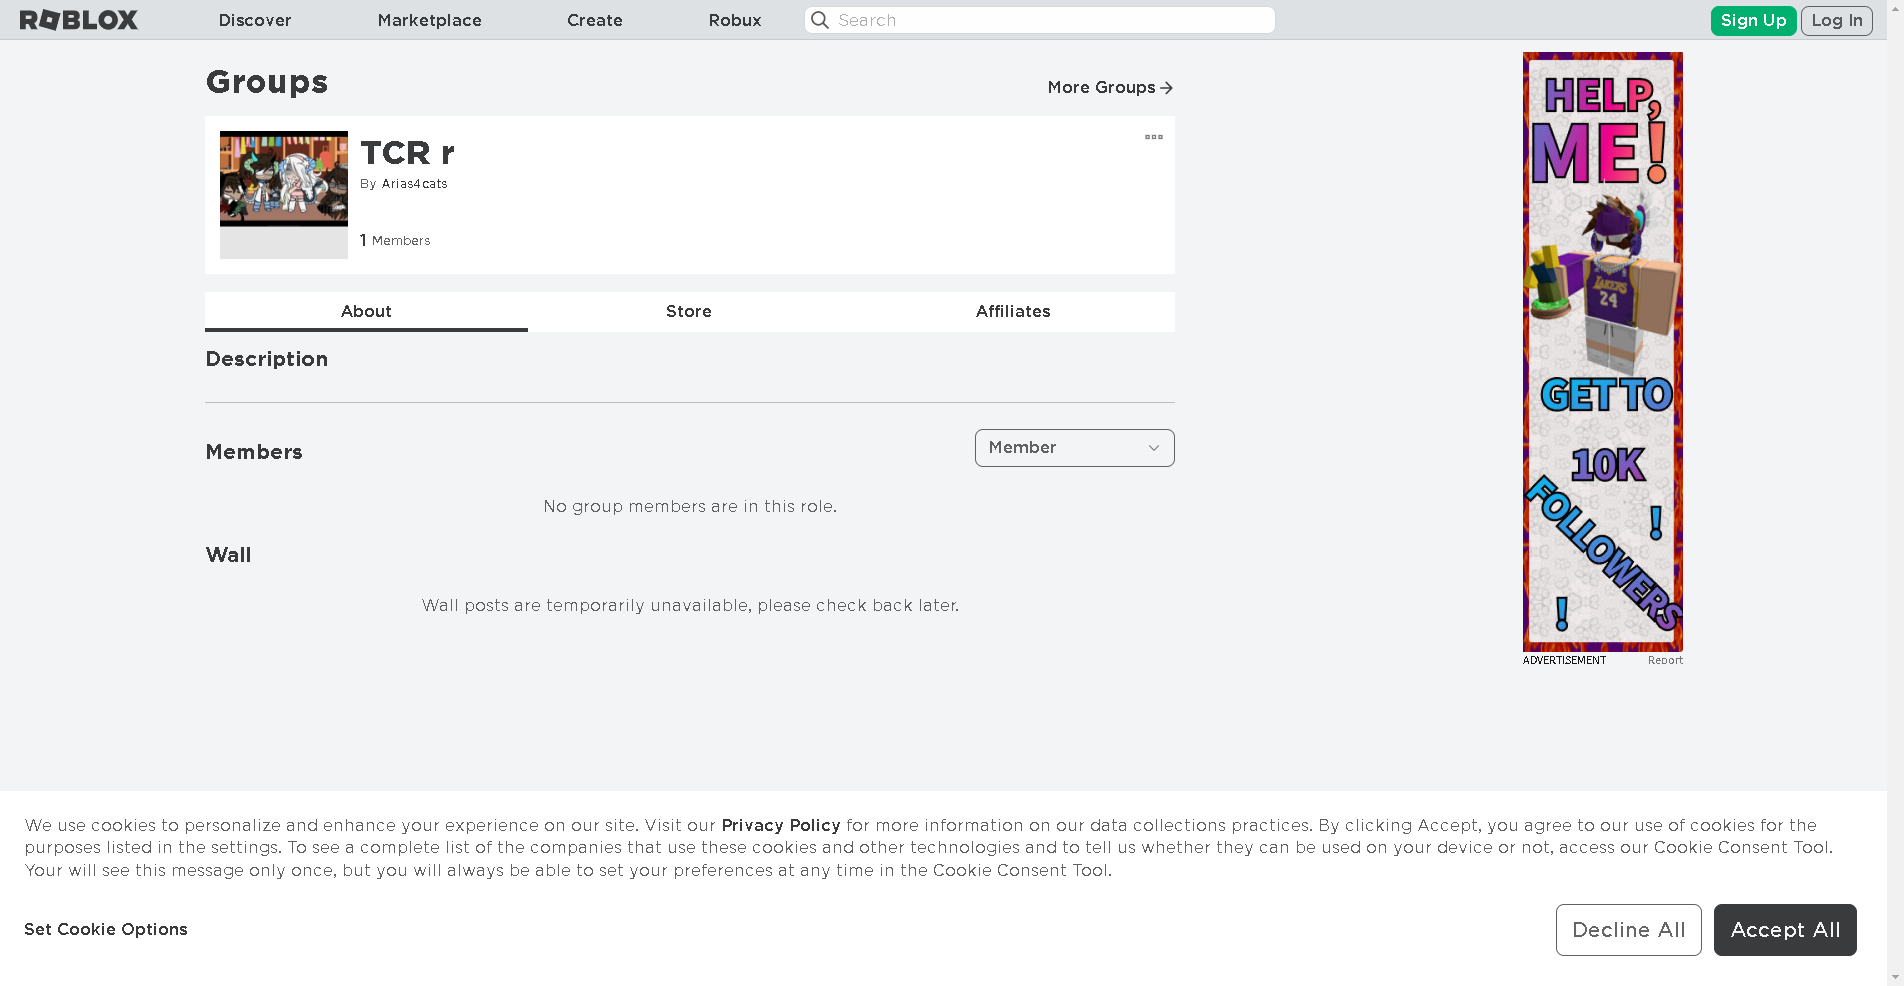 ROBLOX Discover Marketplace Create Robux Search Sign Up Log In
Groups
More Groups
TCR r
By Arias4cats
1 Members
About Store Affiliates
Description
Members
Member
No group members are in this role.
Wall
Wall posts are temporarily unavailable, please check back later.
HELP,
ME!
LAKERS
24
GET TO
10K
FOLLOWERS
!
!
ADVERTISEMENT Report
We use cookies to personalize and enhance your experience on our site. Visit our Privacy Policy for more information on our data collections practices. By clicking Accept, you agree to our use of cookies for the
purposes listed in the settings. To see a complete list of the companies that use these cookies and other technologies and to tell us whether they can be used on your device or not, access our Cookie Consent Tool.
Your will see this message only once, but you will always be able to set your preferences at any time in the Cookie Consent Tool.
Set Cookie Options
Decline All
Accept All